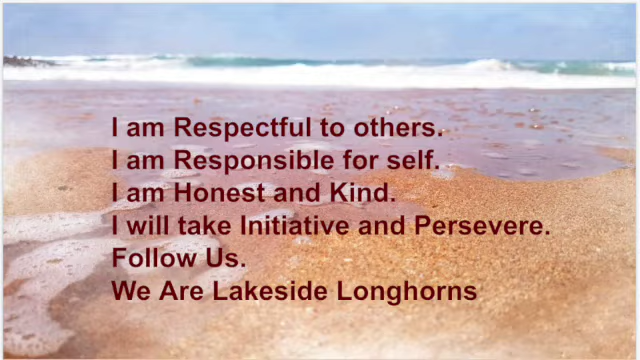 I am Respectful to others.
I am Responsible for self.
I am Honest and Kind.
I will take Initiative and Persevere.
Follow Us.
We Are Lakeside Longhorns